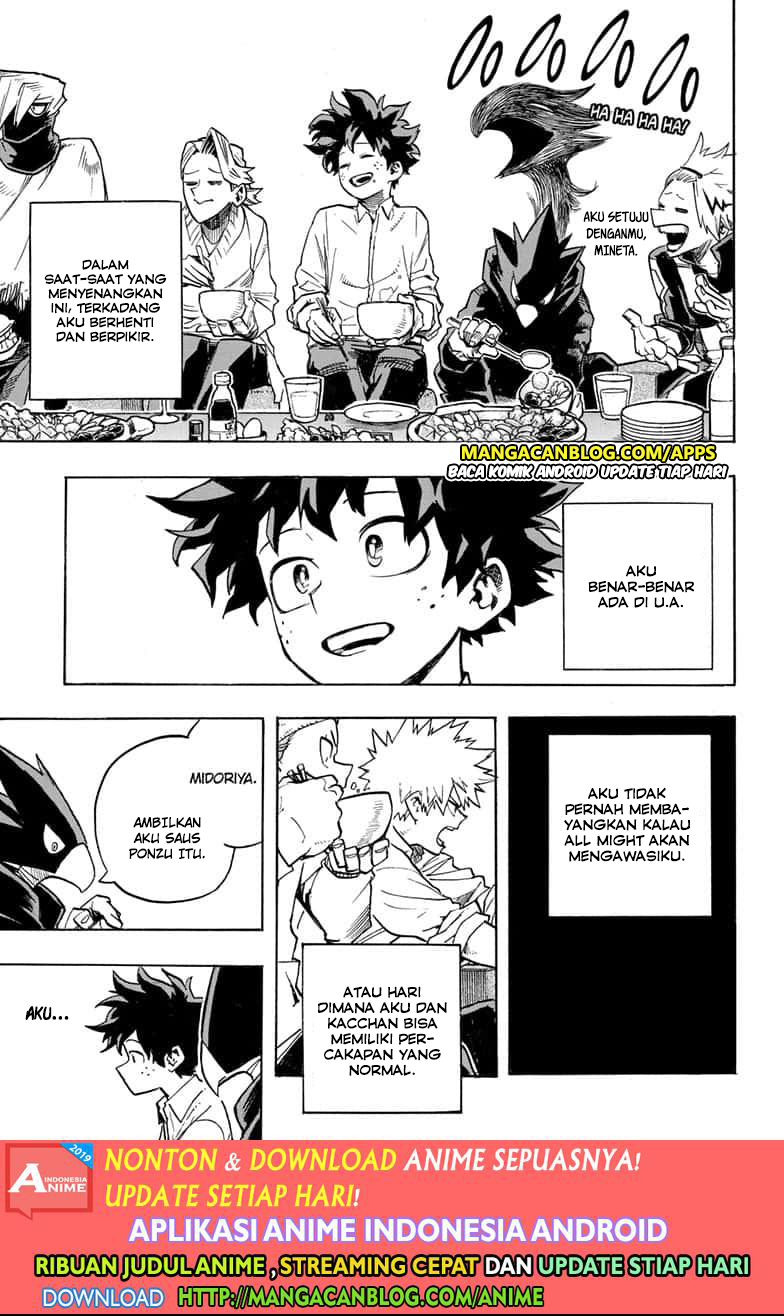 HA HA HA HA!
AKU SETUJU
DENGANMU,
MINETA.
DALAM
SAAT-SAAT YANG
MENYENANGKAN
INI, TERKADANG
AKU BERHENTI
DAN BERPIKIR.
MANGACANBLOG.COM/APPS
BACA KOMIK ANDROID UPDATE TIAP HARI
AKU
BENAR-BENAR
ADA DI U.A.
AKU TIDAK
PERNAH MEMBA-
YANGKAN KALAU
ALL MIGHT AKAN
MENGAWASIKU.
ATAU HARI
DIMANA AKU DAN
KACCHAN BISA
MEMILIKI PER-
CAKAPAN YANG
NORMAL.
MIDORIYA.
AMBILKAN
AKU SAUS
PONZU ITU.
AKU...
2019
INDONESIA
ANIME
NONTON & DOWNLOAD ANIME SEPUASNYA!
UPDATE SETIAP HARI!
APLIKASI ANIME INDONESIA ANDROID
RIBUAN JUDUL ANIME , STREAMING CEPAT DAN UPDATE STIAP HARI
DOWNLOAD HTTP://MANGACANBLOG.COM/ANIME